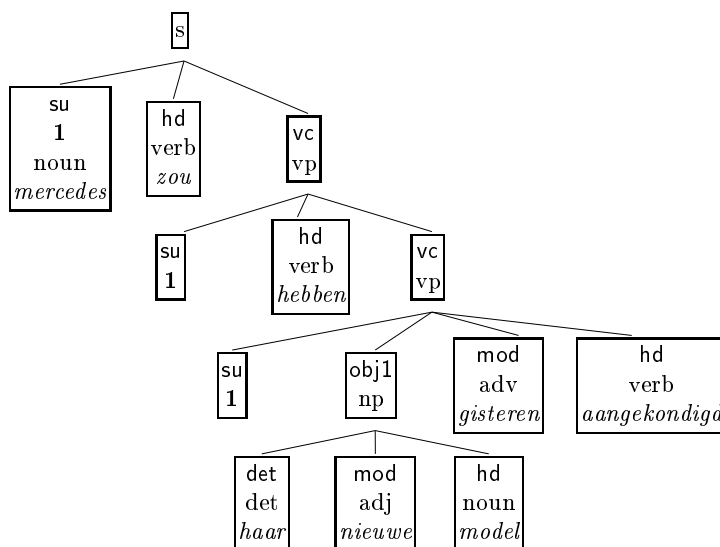 s
su
1
noun
mercedes
hd
verb
zou
vc
vp
su
1
hd
verb
hebben
vc
vp
su
1
obj1
np
mod
adv
gisteren
hd
verb
aangekondigd
det
det
haar
mod
adj
nieuwe
hd
noun
model